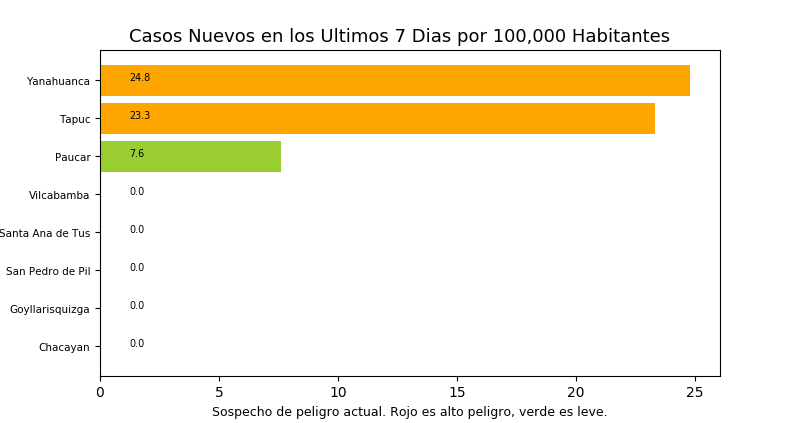 Casos Nuevos en los Ultimos 7 Dias por 100,000 Habitantes
Yanahuanca 24.8
Tapuc 23.3
Paucar 7.6
Vilcabamba 0.0
Santa Ana de Tus 0.0
San Pedro de Pil 0.0
Goyllarisquizga 0.0
Chacayan 0.0
0 5 10 15 20 25
Sospecho de peligro actual. Rojo es alto peligro, verde es leve.